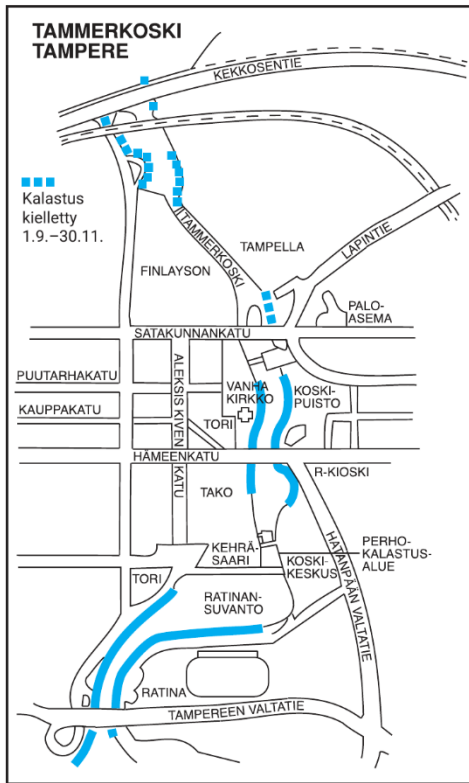 TAMMERKOSKI
TAMPERE
KEKKOSENTIE
Kalastus
kielletty
1.9.–30.11.
TAMMERKOSKI
TAMPELLA
LAPINTIE
FINLAYSON
PALO-
ASEMA
SATAKUNNANKATU
PUUTARHAKATU
KAUPPAKATU
ALEKSIS KIVEN
KATU
VANHA
KIRKKO
KOSKI-
PUISTO
TORI
HÄMEENKATU
R-KIOSKI
TAKO
HATANPÄÄN VALTATIE
KEHRÄ-
SAARI
KOSKI-
KESKUS
PERHO-
KALASTUS-
ALUE
TORI
RATINAN-
SUVANTO
RATINA
TAMPEREEN VALTATIE